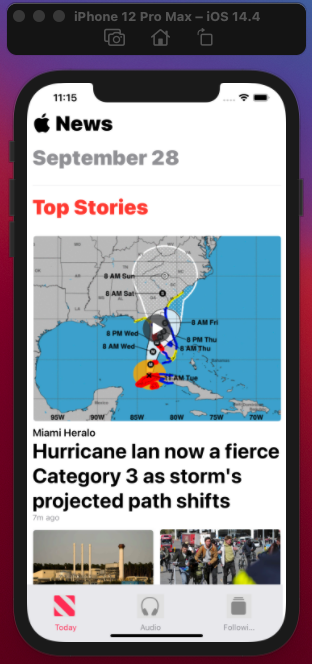 iPhone 12 Pro Max – iOS 14.4
11:15
News
September 28
Top Stories
8 AM Sun
8 AM Sat
8 AM Fri
8 PM Wed
8 PM Thu
8 AM Wed
8 AM Thu
AM Tue
95W 90W 85W 80W 75W 70W
Miami Heralo
Hurricane Ian now a fierce
Category 3 as storm's
projected path shifts
7m ago
Today
Audio
Followi...